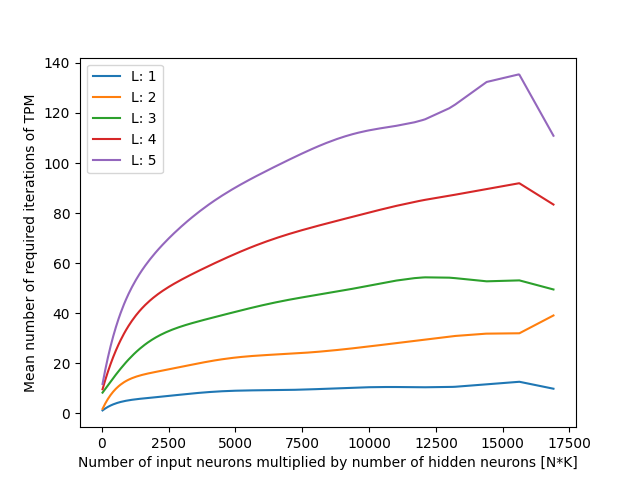 140
120
100
80
60
40
20
0
Mean number of required iterations of TPM
L: 1
L: 2
L: 3
L: 4
L: 5
0 2500 5000 7500 10000 12500 15000 17500
Number of input neurons multiplied by number of hidden neurons [N*K]